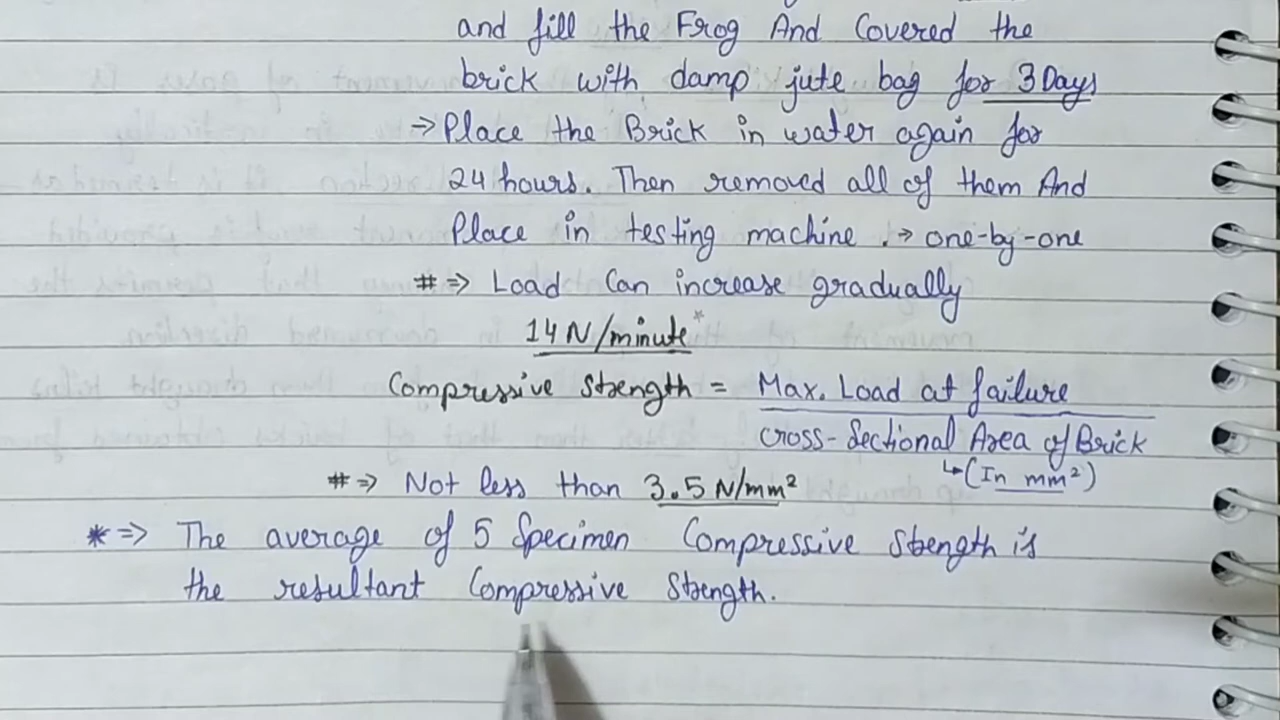 and fill the Frog And Covered the
brick with damp jute bag for 3 Days
→ Place the Brick in water again for
24 hours. Then removed all of them And
Place in testing machine .→ one-by-one
# ⇒ Load Can increase gradually
14 N/minute*
Compressive Strength = Max. Load at failure
cross-Sectional Area of Brick
↳ (In mm²)
# ⇒ Not less than 3.5 N/mm²
* ⇒ The average of 5 Specimen Compressive Strength is
the resultant Compressive Strength.